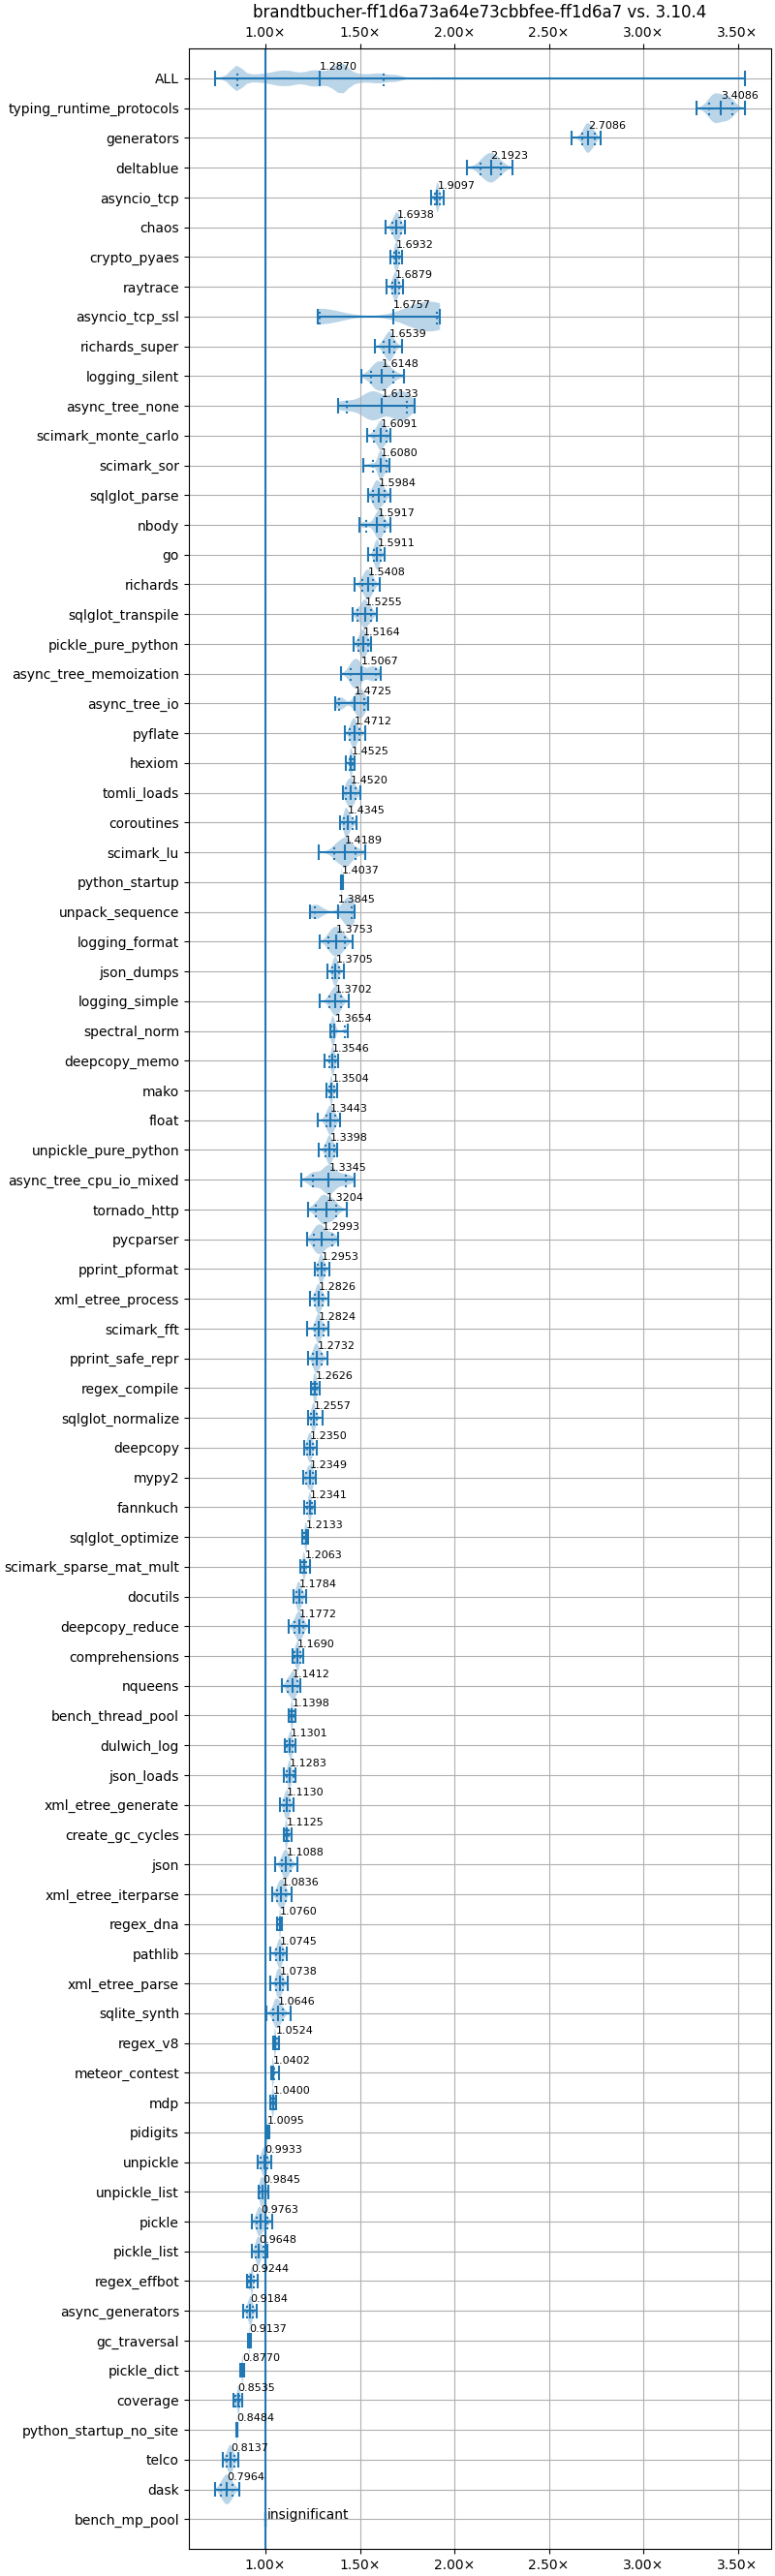 brandtbucher-ff1d6a73a64e73cbbfee-ff1d6a7 vs. 3.10.4
1.00× 1.50× 2.00× 2.50× 3.00× 3.50×
ALL 1.2870
typing_runtime_protocols 3.4086
generators 2.7086
deltablue 2.1923
asyncio_tcp 1.9097
chaos 1.6938
crypto_pyaes 1.6932
raytrace 1.6879
asyncio_tcp_ssl 1.6757
richards_super 1.6539
logging_silent 1.6148
async_tree_none 1.6133
scimark_monte_carlo 1.6091
scimark_sor 1.6080
sqlglot_parse 1.5984
nbody 1.5917
go 1.5911
richards 1.5408
sqlglot_transpile 1.5255
pickle_pure_python 1.5164
async_tree_memoization 1.5067
async_tree_io 1.4725
pyflate 1.4712
hexiom 1.4525
tomli_loads 1.4520
coroutines 1.4345
scimark_lu 1.4189
python_startup 1.4037
unpack_sequence 1.3845
logging_format 1.3753
json_dumps 1.3705
logging_simple 1.3702
spectral_norm 1.3654
deepcopy_memo 1.3546
mako 1.3504
float 1.3443
unpickle_pure_python 1.3398
async_tree_cpu_io_mixed 1.3345
tornado_http 1.3204
pycparser 1.2993
pprint_pformat 1.2953
xml_etree_process 1.2826
scimark_fft 1.2824
pprint_safe_repr 1.2732
regex_compile 1.2626
sqlglot_normalize 1.2557
deepcopy 1.2350
mypy2 1.2349
fannkuch 1.2341
sqlglot_optimize 1.2133
scimark_sparse_mat_mult 1.2063
docutils 1.1784
deepcopy_reduce 1.1772
comprehensions 1.1690
nqueens 1.1412
bench_thread_pool 1.1398
dulwich_log 1.1301
json_loads 1.1283
xml_etree_generate 1.1130
create_gc_cycles 1.1125
json 1.1088
xml_etree_iterparse 1.0836
regex_dna 1.0760
pathlib 1.0745
xml_etree_parse 1.0738
sqlite_synth 1.0646
regex_v8 1.0524
meteor_contest 1.0402
mdp 1.0400
pidigits 1.0095
unpickle 0.9933
unpickle_list 0.9845
pickle 0.9763
pickle_list 0.9648
regex_effbot 0.9244
async_generators 0.9184
gc_traversal 0.9137
pickle_dict 0.8770
coverage 0.8535
python_startup_no_site 0.8484
telco 0.8137
dask 0.7964
bench_mp_pool insignificant
1.00× 1.50× 2.00× 2.50× 3.00× 3.50×